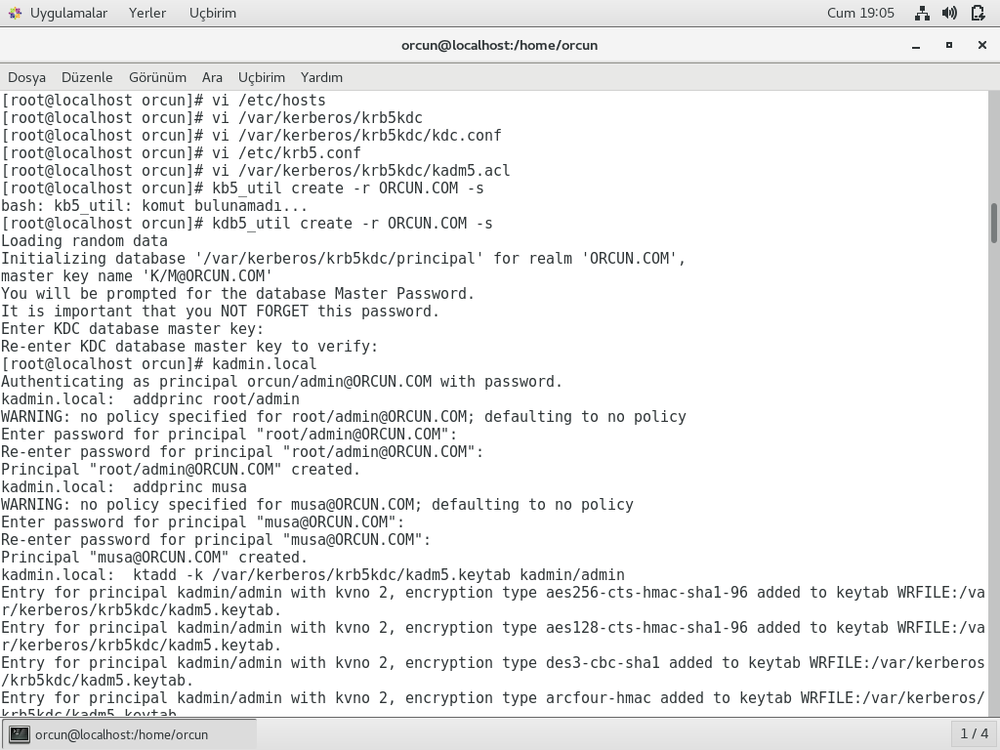 Uygulamalar Yerler Uçbirim Cum 19:05
orcun@localhost:/home/orcun
Dosya Düzenle Görünüm Ara Uçbirim Yardım
[root@localhost orcun]# vi /etc/hosts
[root@localhost orcun]# vi /var/kerberos/krb5kdc
[root@localhost orcun]# vi /var/kerberos/krb5kdc/kdc.conf
[root@localhost orcun]# vi /etc/krb5.conf
[root@localhost orcun]# vi /var/kerberos/krb5kdc/kadm5.acl
[root@localhost orcun]# kb5_util create -r ORCUN.COM -s
bash: kb5_util: komut bulunamadı...
[root@localhost orcun]# kdb5_util create -r ORCUN.COM -s
Loading random data
Initializing database '/var/kerberos/krb5kdc/principal' for realm 'ORCUN.COM',
master key name 'K/M@ORCUN.COM'
You will be prompted for the database Master Password.
It is important that you NOT FORGET this password.
Enter KDC database master key:
Re-enter KDC database master key to verify:
[root@localhost orcun]# kadmin.local
Authenticating as principal orcun/admin@ORCUN.COM with password.
kadmin.local:  addprinc root/admin
WARNING: no policy specified for root/admin@ORCUN.COM; defaulting to no policy
Enter password for principal "root/admin@ORCUN.COM":
Re-enter password for principal "root/admin@ORCUN.COM":
Principal "root/admin@ORCUN.COM" created.
kadmin.local:  addprinc musa
WARNING: no policy specified for musa@ORCUN.COM; defaulting to no policy
Enter password for principal "musa@ORCUN.COM":
Re-enter password for principal "musa@ORCUN.COM":
Principal "musa@ORCUN.COM" created.
kadmin.local:  ktadd -k /var/kerberos/krb5kdc/kadm5.keytab kadmin/admin
Entry for principal kadmin/admin with kvno 2, encryption type aes256-cts-hmac-sha1-96 added to keytab WRFILE:/va
r/kerberos/krb5kdc/kadm5.keytab.
Entry for principal kadmin/admin with kvno 2, encryption type aes128-cts-hmac-sha1-96 added to keytab WRFILE:/va
r/kerberos/krb5kdc/kadm5.keytab.
Entry for principal kadmin/admin with kvno 2, encryption type des3-cbc-sha1 added to keytab WRFILE:/var/kerberos
/krb5kdc/kadm5.keytab.
Entry for principal kadmin/admin with kvno 2, encryption type arcfour-hmac added to keytab WRFILE:/var/kerberos/
krb5kdc/kadm5.keytab.
orcun@localhost:/home/orcun 1 / 4